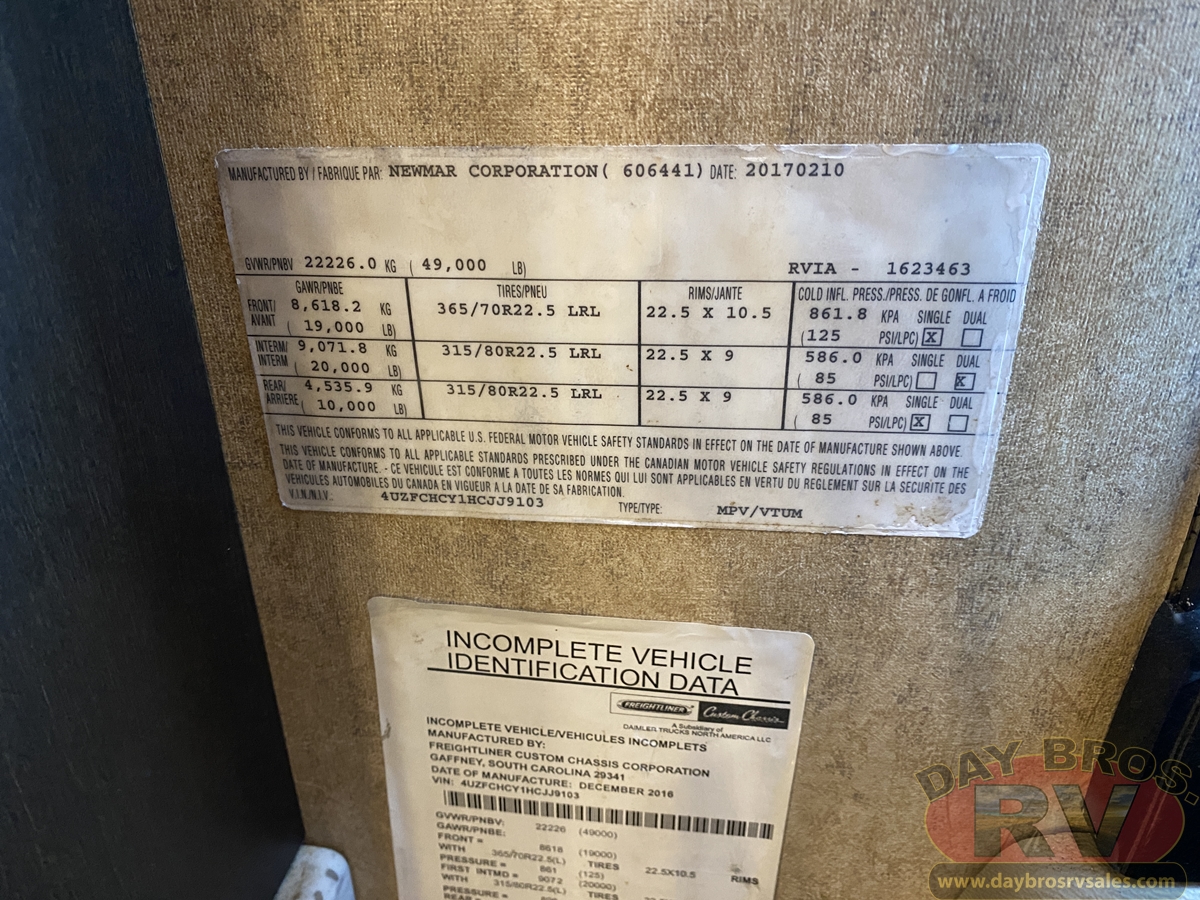 MANUFACTURED BY / FABRIQUE PAR: NEWMAR CORPORATION( 606441) DATE: 20170210
GVWR/PNBV 22226.0 KG ( 49,000 LB) RVIA - 1623463
GAWR/PNBE TIRES/PNEU RIMS/JANTE COLD INFL. PRESS./PRESS. DE GONFL. A FROID
FRONT/ 8,618.2 KG 365/70R22.5 LRL 22.5 X 10.5 861.8 KPA SINGLE DUAL
AVANT ( 19,000 LB) (125 PSI/LPC) X
INTERM/ 9,071.8 KG 315/80R22.5 LRL 22.5 X 9 586.0 KPA SINGLE DUAL
INTERM ( 20,000 LB) ( 85 PSI/LPC) X
REAR/ 4,535.9 KG 315/80R22.5 LRL 22.5 X 9 586.0 KPA SINGLE DUAL
ARRIERE ( 10,000 LB) ( 85 PSI/LPC) X
THIS VEHICLE CONFORMS TO ALL APPLICABLE U.S. FEDERAL MOTOR VEHICLE SAFETY STANDARDS IN EFFECT ON THE DATE OF MANUFACTURE SHOWN ABOVE.
THIS VEHICLE CONFORMS TO ALL APPLICABLE STANDARDS PRESCRIBED UNDER THE CANADIAN MOTOR VEHICLE SAFETY REGULATIONS IN EFFECT ON THE
DATE OF MANUFACTURE. - CE VEHICULE EST CONFORME A TOUTES LES NORMES QUI LUI SONT APPLICABLES EN VERTU DU REGLEMENT SUR LA SECURITE DES
VEHICULES AUTOMOBILES DU CANADA EN VIGUEUR A LA DATE DE SA FABRICATION.
V.I.N./N.I.V.: 4UZFCHCY1HCJJ9103 TYPE/TYPE: MPV/VTUM
INCOMPLETE VEHICLE
IDENTIFICATION DATA
FREIGHTLINER Custom Chassis
A Subsidiary of
DAIMLER TRUCKS NORTH AMERICA LLC
INCOMPLETE VEHICLE/VEHICULES INCOMPLETS
MANUFACTURED BY:
FREIGHTLINER CUSTOM CHASSIS CORPORATION
GAFFNEY, SOUTH CAROLINA 29341
DATE OF MANUFACTURE: DECEMBER 2016
VIN: 4UZFCHCY1HCJJ9103
GVWR/PNBV: 22226 (49000)
GAWR/PNBE:
FRONT = 8618 (19000)
WITH 365/70R22.5(L) TIRES 22.5X10.5 RIMS
PRESSURE = 861 (125)
FIRST INTMD = 9072 (20000)
WITH 315/80R22.5(L) TIRES
PRESSURE =
REAR
DAY BROS.
RV
www.daybrosrvsales.com